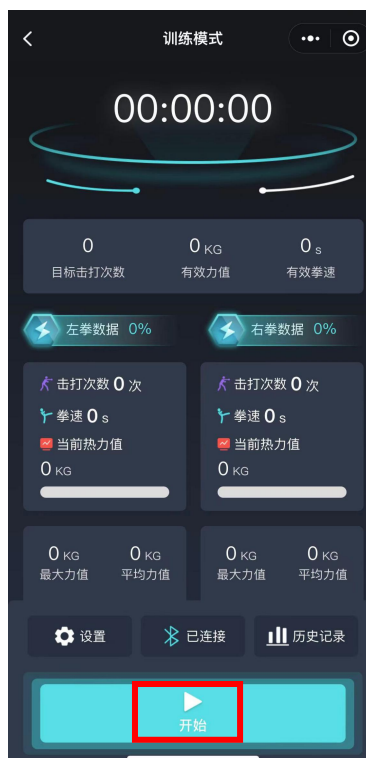 训练模式
00:00:00
0 0 KG 0 s
目标击打次数 有效力值 有效拳速
左拳数据 0% 右拳数据 0%
击打次数 0 次 击打次数 0 次
拳速 0 s 拳速 0 s
当前热力值 当前热力值
0 KG 0 KG
0 KG 0 KG 0 KG 0 KG
最大力值 平均力值 最大力值 平均力值
设置 已连接 历史记录
开始